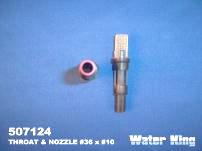 507124
THROAT & NOZZLE #36 x #10
Water King